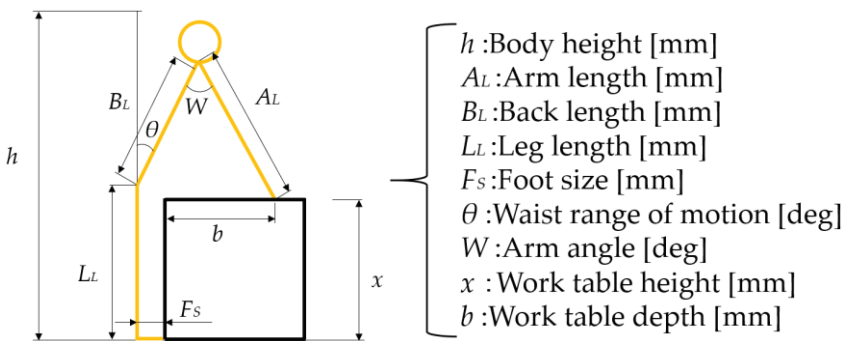 h
BL
θ
W
AL
LL
FS
b
x
h :Body height [mm]
AL :Arm length [mm]
BL :Back length [mm]
LL :Leg length [mm]
FS :Foot size [mm]
θ :Waist range of motion [deg]
W :Arm angle [deg]
x : Work table height [mm]
b : Work table depth [mm]